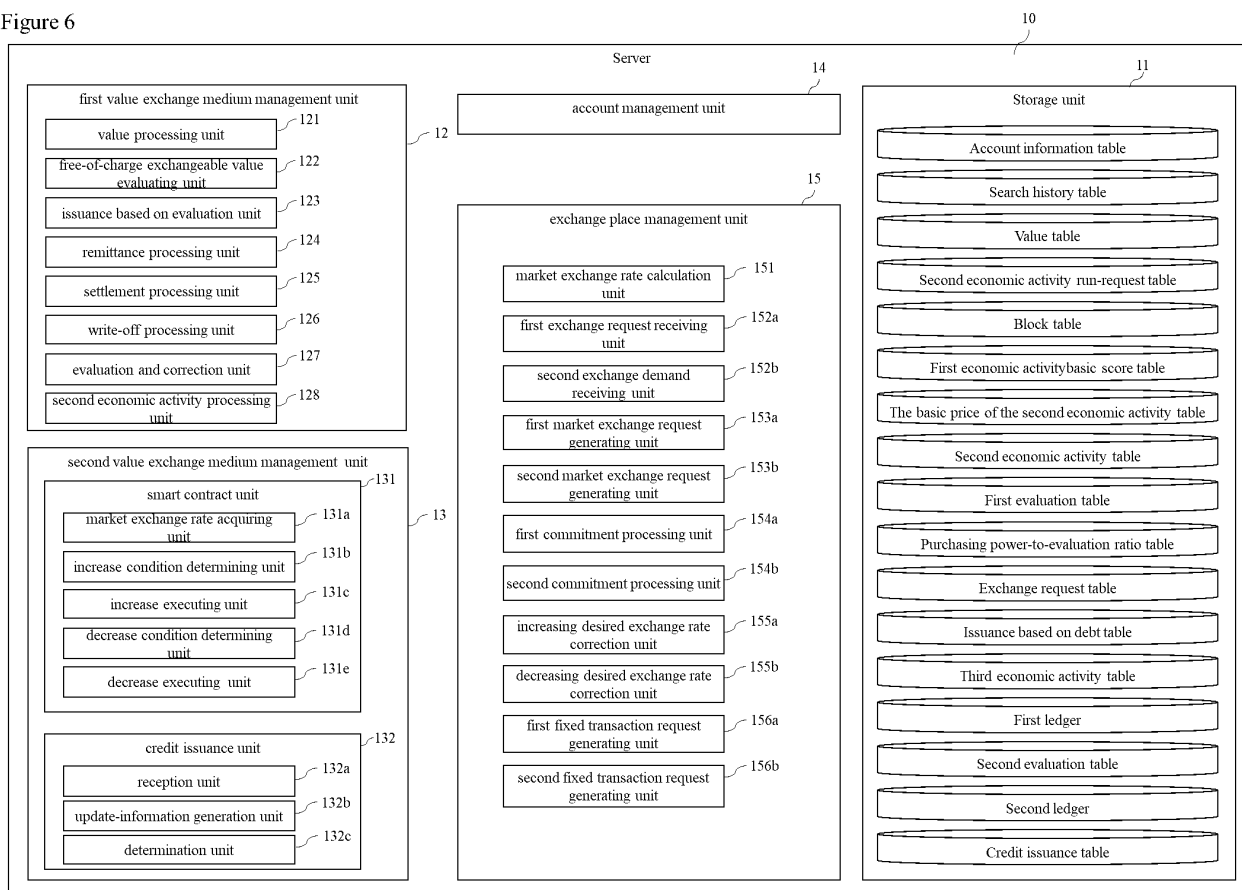 Figure 6
10
Server
first value exchange medium management unit
12
value processing unit
121
free-of-charge exchangeable value
evaluating unit
122
issuance based on evaluation unit
123
remittance processing unit
124
settlement processing unit
125
write-off processing unit
126
evaluation and correction unit
127
second economic activity processing
unit
128
second value exchange medium management unit
13
smart contract unit
131
market exchange rate acquiring
unit
131a
increase condition determining unit
131b
increase executing unit
131c
decrease condition determining
unit
131d
decrease executing unit
131e
credit issuance unit
132
reception unit
132a
update-information generation unit
132b
determination unit
132c
account management unit
14
exchange place management unit
15
market exchange rate calculation
unit
151
first exchange request receiving
unit
152a
second exchange demand
receiving unit
152b
first market exchange request
generating unit
153a
second market exchange request
generating unit
153b
first commitment processing unit
154a
second commitment processing unit
154b
increasing desired exchange rate
correction unit
155a
decreasing desired exchange rate
correction unit
155b
first fixed transaction request
generating unit
156a
second fixed transaction request
generating unit
156b
11
Storage unit
Account information table
Search history table
Value table
Second economic activity run-request table
Block table
First economic activitybasic score table
The basic price of the second economic activity table
Second economic activity table
First evaluation table
Purchasing power-to-evaluation ratio table
Exchange request table
Issuance based on debt table
Third economic activity table
First ledger
Second evaluation table
Second ledger
Credit issuance table